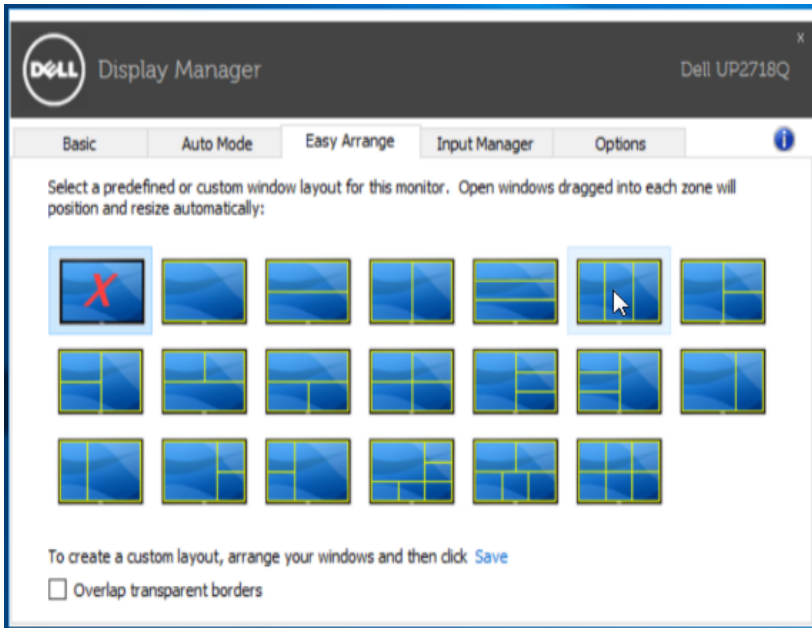 DELL Display Manager
x
Dell UP2718Q
Basic Auto Mode Easy Arrange Input Manager Options i
Select a predefined or custom window layout for this monitor. Open windows dragged into each zone will
position and resize automatically:
X
To create a custom layout, arrange your windows and then click Save
Overlap transparent borders